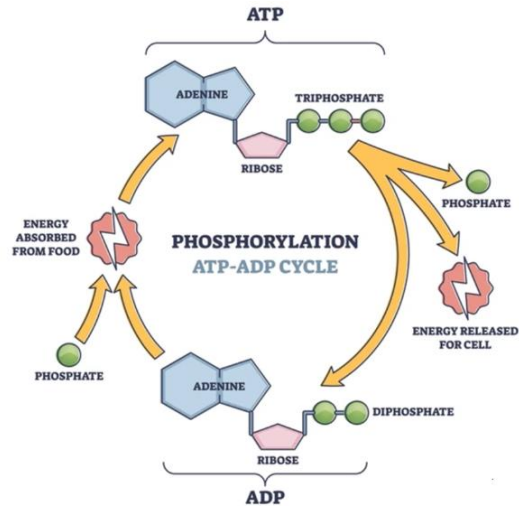 ATP
ADENINE
TRIPHOSPHATE
RIBOSE
PHOSPHATE
ENERGY
ABSORBED
FROM FOOD
PHOSPHORYLATION
ATP-ADP CYCLE
ENERGY RELEASED
FOR CELL
PHOSPHATE
ADENINE
DIPHOSPHATE
RIBOSE
ADP